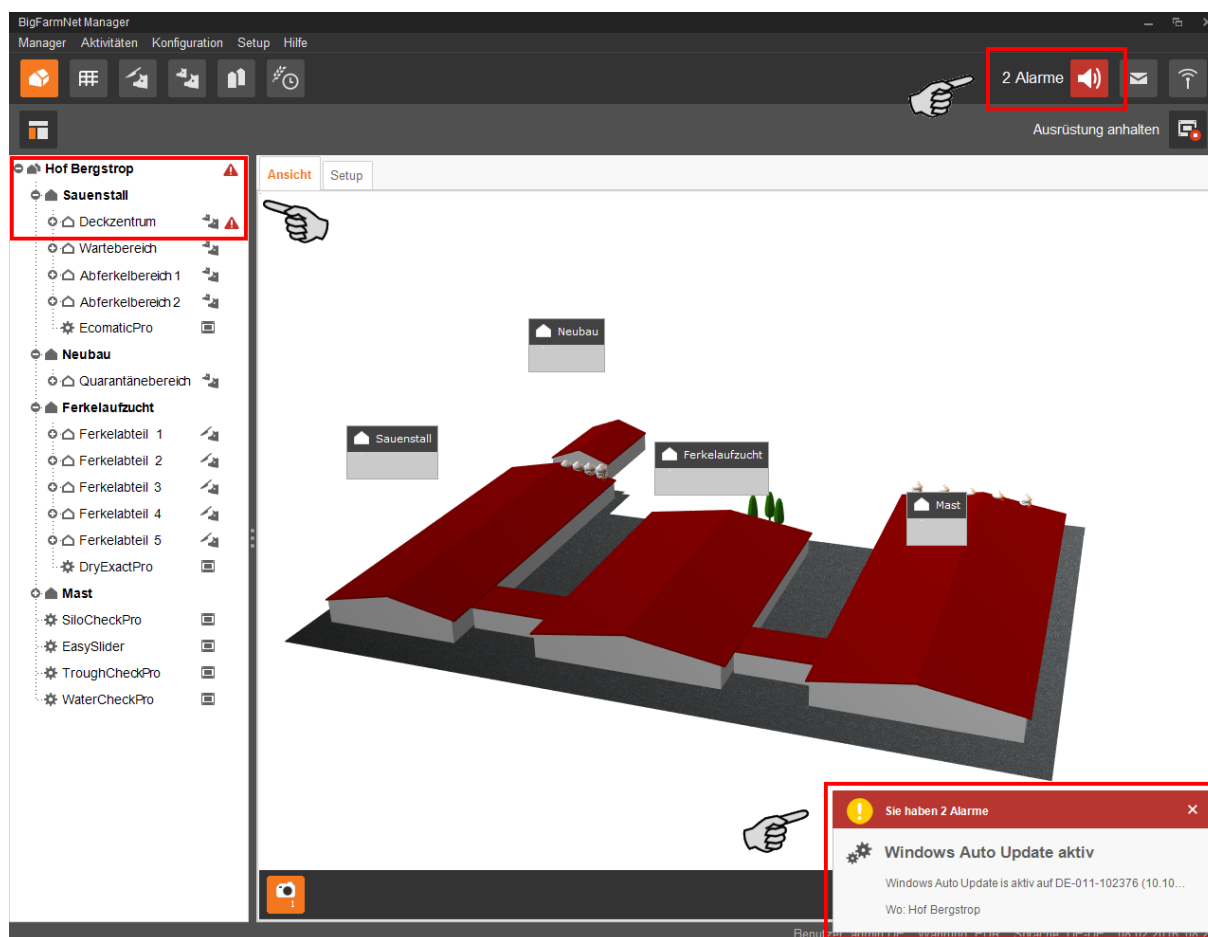 BigFarmNet Manager
Manager Aktivitäten Konfiguration Setup Hilfe
2 Alarme
Ausrüstung anhalten
Hof Bergstrop
Sauenstall
Deckzentrum
Wartebereich
Abferkelbereich 1
Abferkelbereich 2
EcomaticPro
Neubau
Quarantänebereich
Ferkelaufzucht
Ferkelabteil 1
Ferkelabteil 2
Ferkelabteil 3
Ferkelabteil 4
Ferkelabteil 5
DryExactPro
Mast
SiloCheckPro
EasySlider
TroughCheckPro
WaterCheckPro
Ansicht Setup
Neubau
Sauenstall
Ferkelaufzucht
Mast
1
Sie haben 2 Alarme
Windows Auto Update aktiv
Windows Auto Update is aktiv auf DE-011-102376 (10.10...
Wo: Hof Bergstrop